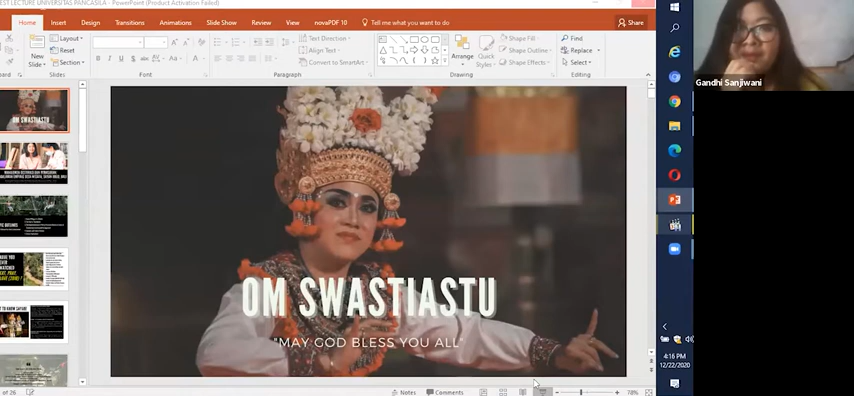 EST LECTURE UNIVERSITAS PANCASILA - PowerPoint (Product Activation Failed)
Home Insert Design Transitions Animations Slide Show Review View novaPDF 10 Tell me what you want to do Share
New Slide
Layout
Reset
Section
Slides
Font
Text Direction
Align Text
Convert to SmartArt
Paragraph
Arrange
Quick Styles
Shape Fill
Shape Outline
Shape Effects
Drawing
Find
Replace
Select
Editing
Gandhi Sanjiwani
OM SWASTIASTU
"MAY GOD BLESS YOU ALL"
OM SWASTIASTU
of 26
Notes
Comments
78%
4:16 PM
12/22/2020